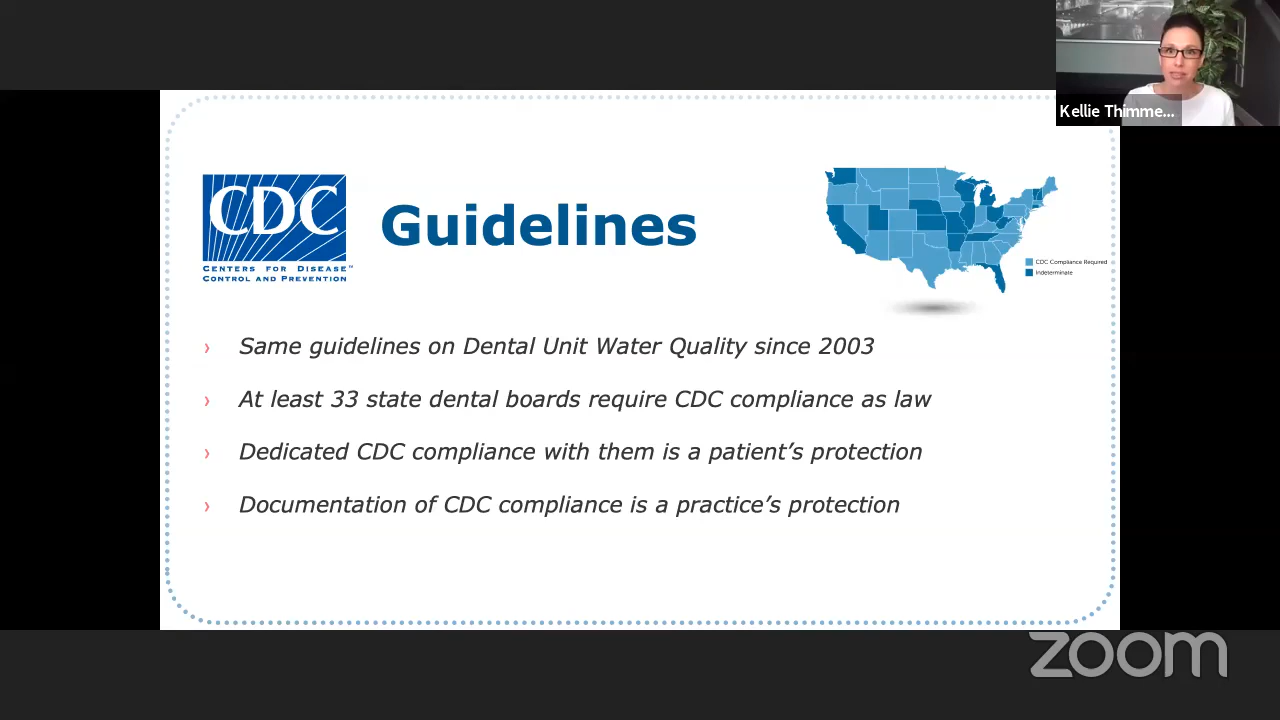 Kellie Thimme...
CDC
CENTERS FOR DISEASE™
CONTROL AND PREVENTION
Guidelines
CDC Compliance Required
Indeterminate
› Same guidelines on Dental Unit Water Quality since 2003
› At least 33 state dental boards require CDC compliance as law
› Dedicated CDC compliance with them is a patient’s protection
› Documentation of CDC compliance is a practice’s protection
zoom